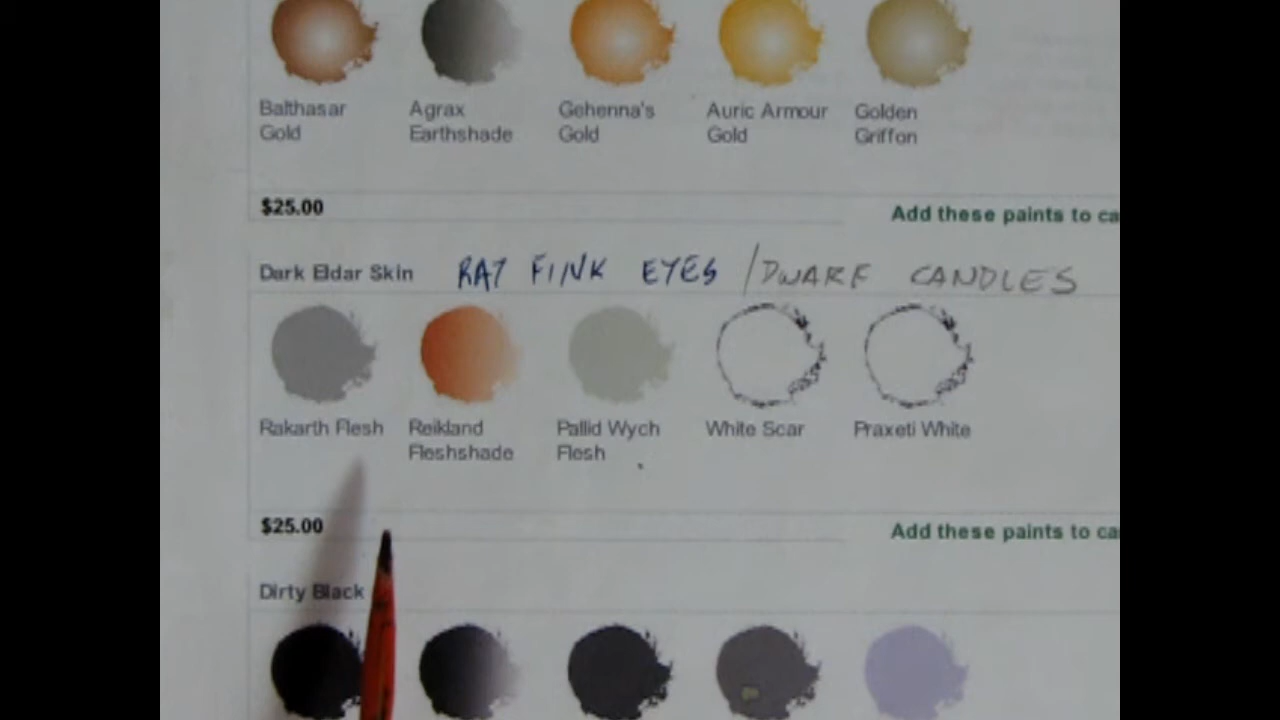 Balthasar Gold
Agrax Earthshade
Gehenna's Gold
Auric Armour Gold
Golden Griffon
$25.00
Add these paints to ca
Dark Eldar Skin RAT FINK EYES / DWARF CANDLES
Rakarth Flesh
Reikland Fleshshade
Pallid Wych Flesh
White Scar
Praxeti White
$25.00
Add these paints to ca
Dirty Black